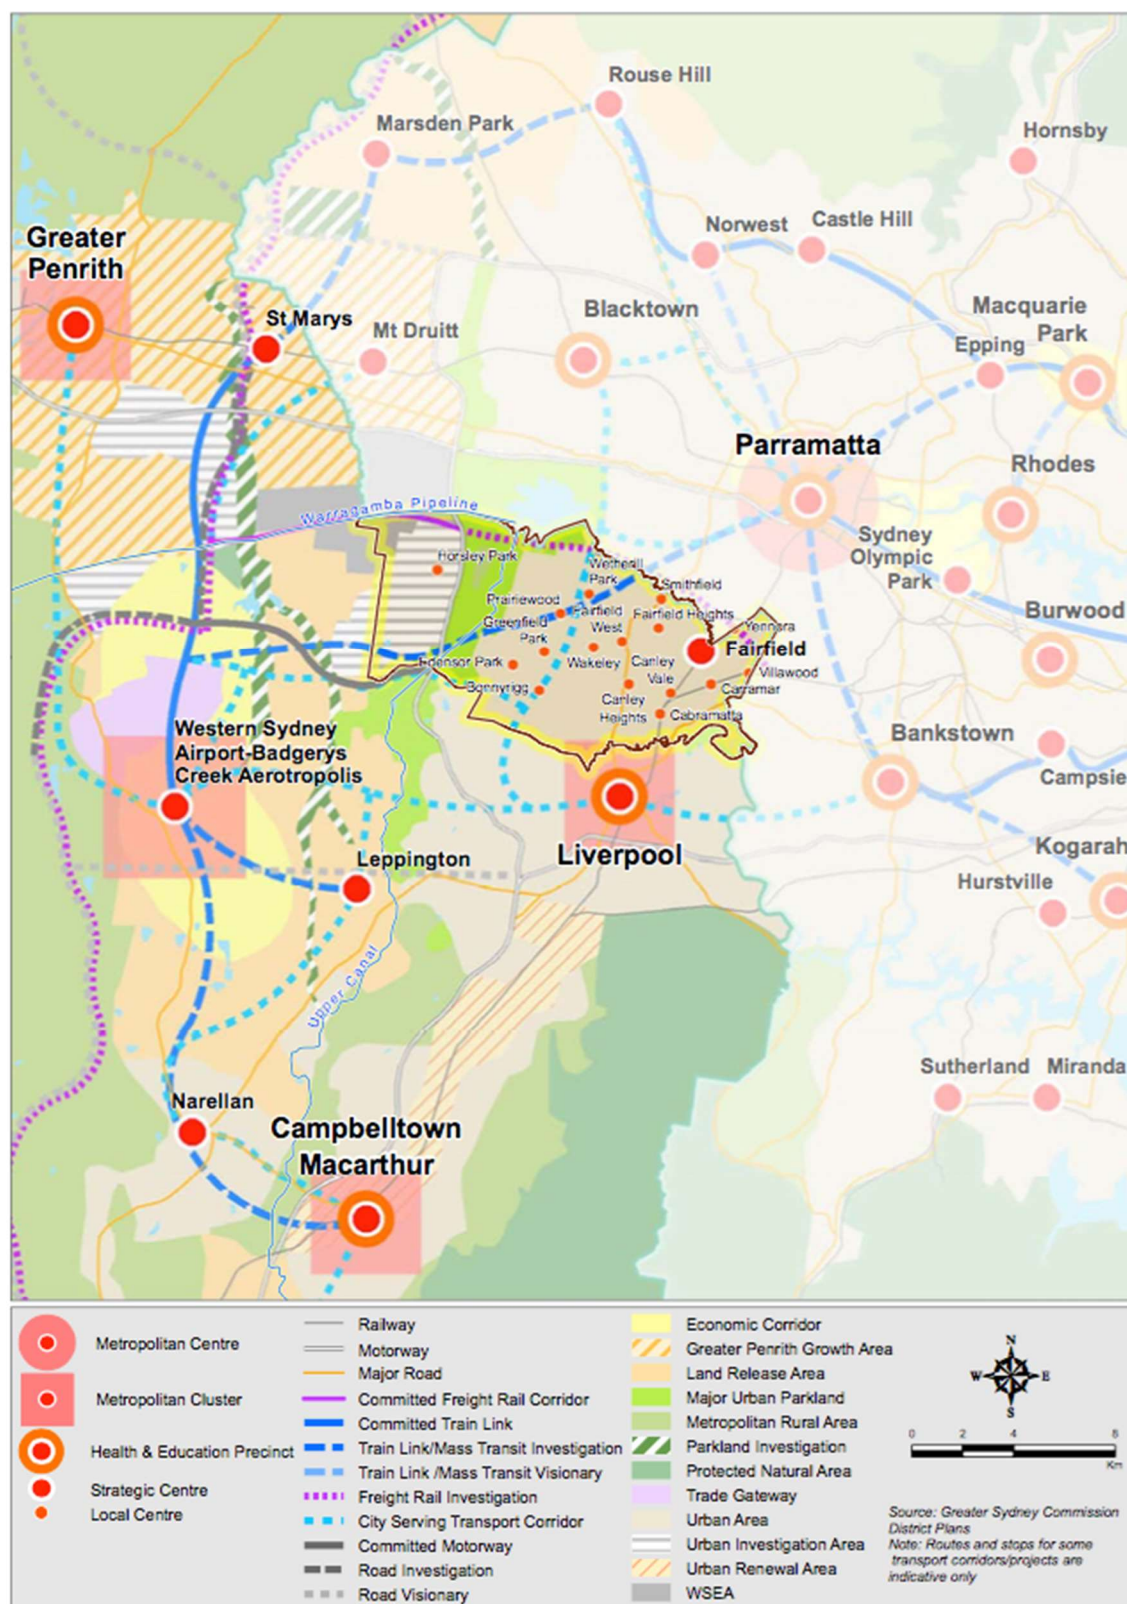 Rouse Hill
Marsden Park
Hornsby
Norwest
Castle Hill
Greater
Penrith
St Marys
Mt Druitt
Blacktown
Macquarie
Park
Epping
Parramatta
Rhodes
Warragamba Pipeline
Sydney
Olympic
Park
Horsley Park
Wetherill
Park
Smithfield
Prairiewood
Fairfield
West
Fairfield Heights
Greenfield
Park
Yennora
Burwood
Fairfield
Edensor Park
Wakeley
Canley
Vale
Villawood
Bonnyrigg
Canley
Heights
Carramar
Cabramatta
Western Sydney
Airport-Badgerys
Creek Aerotropolis
Bankstown
Campsie
Liverpool
Leppington
Kogarah
Hurstville
Upper Canal
Sutherland
Miranda
Narellan
Campbelltown
Macarthur
Metropolitan Centre
Metropolitan Cluster
Health & Education Precinct
Strategic Centre
Local Centre
Railway
Motorway
Major Road
Committed Freight Rail Corridor
Committed Train Link
Train Link/Mass Transit Investigation
Train Link /Mass Transit Visionary
Freight Rail Investigation
City Serving Transport Corridor
Committed Motorway
Road Investigation
Road Visionary
Economic Corridor
Greater Penrith Growth Area
Land Release Area
Major Urban Parkland
Metropolitan Rural Area
Parkland Investigation
Protected Natural Area
Trade Gateway
Urban Area
Urban Investigation Area
Urban Renewal Area
WSEA
N
W E
S
0 2 4 8
Km
Source: Greater Sydney Commission
District Plans
Note: Routes and stops for some
transport corridors/projects are
indicative only